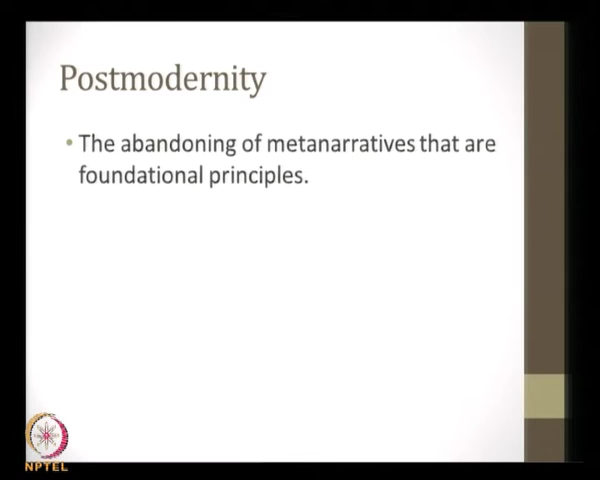 Postmodernity
• The abandoning of metanarratives that are
foundational principles.
NPTEL